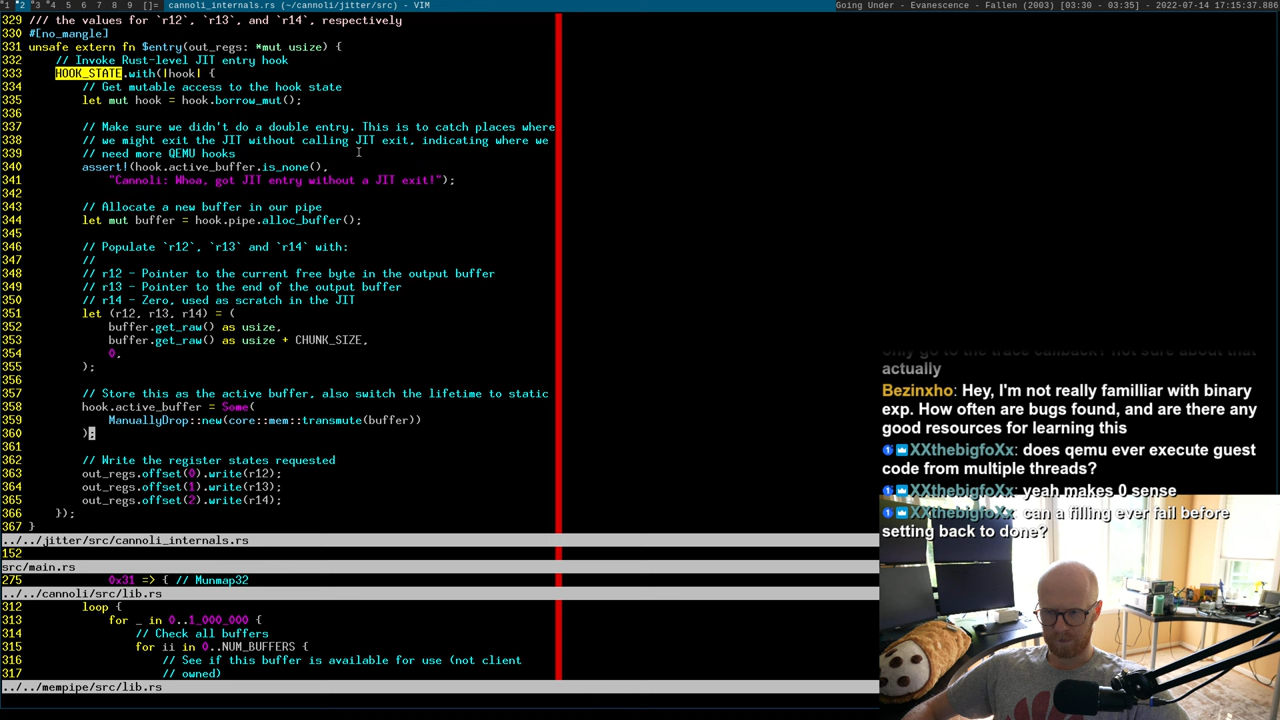 1 2 3 4 5 6 7 8 9 []= cannoli_internals.rs (~/cannoli/jitter/src) - VIM
Going Under - Evanescence - Fallen (2003) [03:30 - 03:35] - 2022-07-14 15:15:37.886
329 /// the values for `r12`, `r13`, and `r14`, respectively
330 #[no_mangle]
331 unsafe extern fn $entry(out_regs: *mut usize) {
332     // Invoke Rust-level JIT entry hook
333     HOOK_STATE.with(|hook| {
334         // Get mutable access to the hook state
335         let mut hook = hook.borrow_mut();
336
337         // Make sure we didn't do a double entry. This is to catch places where
338         // we might exit the JIT without calling JIT exit, indicating where we
339         // need more QEMU hooks
340         assert!(hook.active_buffer.is_none(),
341             "Cannoli: Whoa, got JIT entry without a JIT exit!");
342
343         // Allocate a new buffer in our pipe
344         let mut buffer = hook.pipe.alloc_buffer();
345
346         // Populate `r12`, `r13` and `r14` with:
347         //
348         // r12 - Pointer to the current free byte in the output buffer
349         // r13 - Pointer to the end of the output buffer
350         // r14 - Zero, used as scratch in the JIT
351         let (r12, r13, r14) = (
352             buffer.get_raw() as usize,
353             buffer.get_raw() as usize + CHUNK_SIZE,
354             0,
355         );
356
357         // Store this as the active buffer, also switch the lifetime to static
358         hook.active_buffer = Some(
359             ManuallyDrop::new(core::mem::transmute(buffer))
360         );
361
362         // Write the register states requested
363         out_regs.offset(0).write(r12);
364         out_regs.offset(1).write(r13);
365         out_regs.offset(2).write(r14);
366     });
367 }
../../jitter/src/cannoli_internals.rs
152
src/main.rs
275             0x31 => { // Munmap32
../../cannoli/src/lib.rs
312         loop {
313             for _ in 0..1_000_000 {
314                 // Check all buffers
315                 for ii in 0..NUM_BUFFERS {
316                     // See if this buffer is available for use (not client
317                     // owned)
../../mempipe/src/lib.rs
only go to the trace callback? not sure about that
actually
Bezinxho: Hey, I'm not really familliar with binary
exp. How often are bugs found, and are there any
good resources for learning this
XXthebigfoXx: does qemu ever execute guest
code from multiple threads?
XXthebigfoXx: yeah makes 0 sense
XXthebigfoXx: can a filling ever fail before
setting back to done?